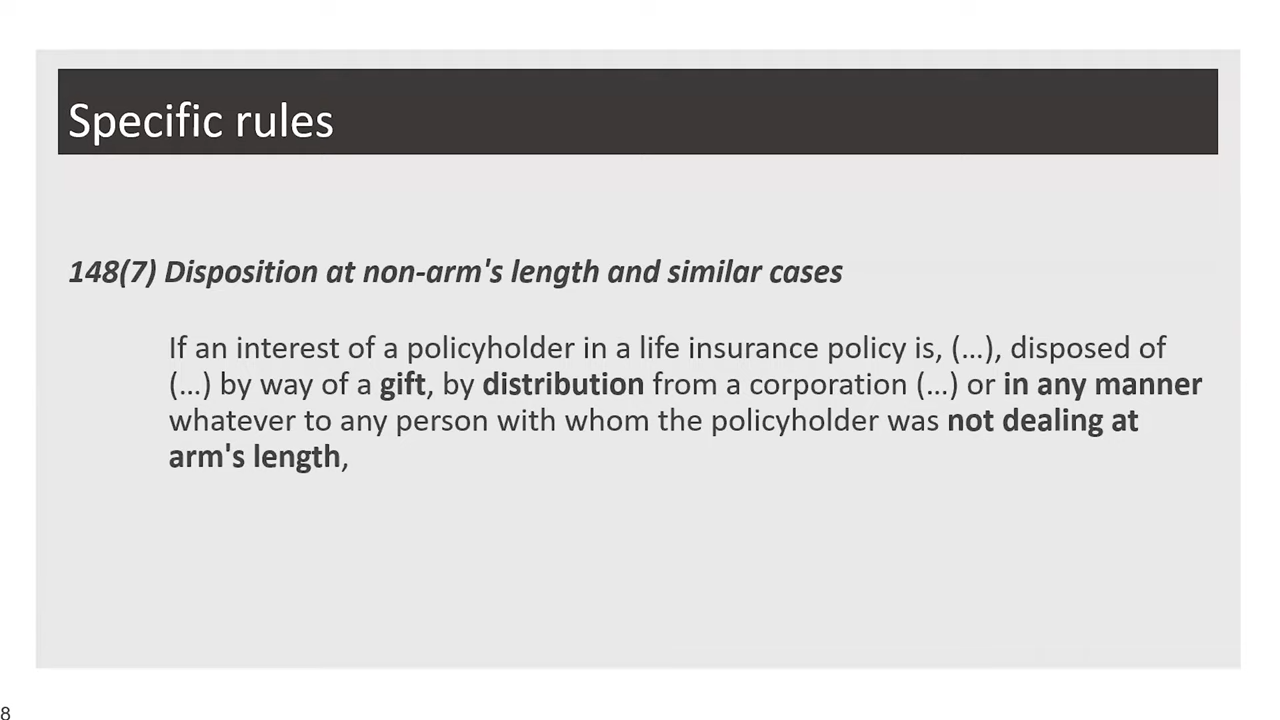 Specific rules
148(7) Disposition at non-arm's length and similar cases
If an interest of a policyholder in a life insurance policy is, (…), disposed of
(…) by way of a gift, by distribution from a corporation (…) or in any manner
whatever to any person with whom the policyholder was not dealing at
arm's length,
8